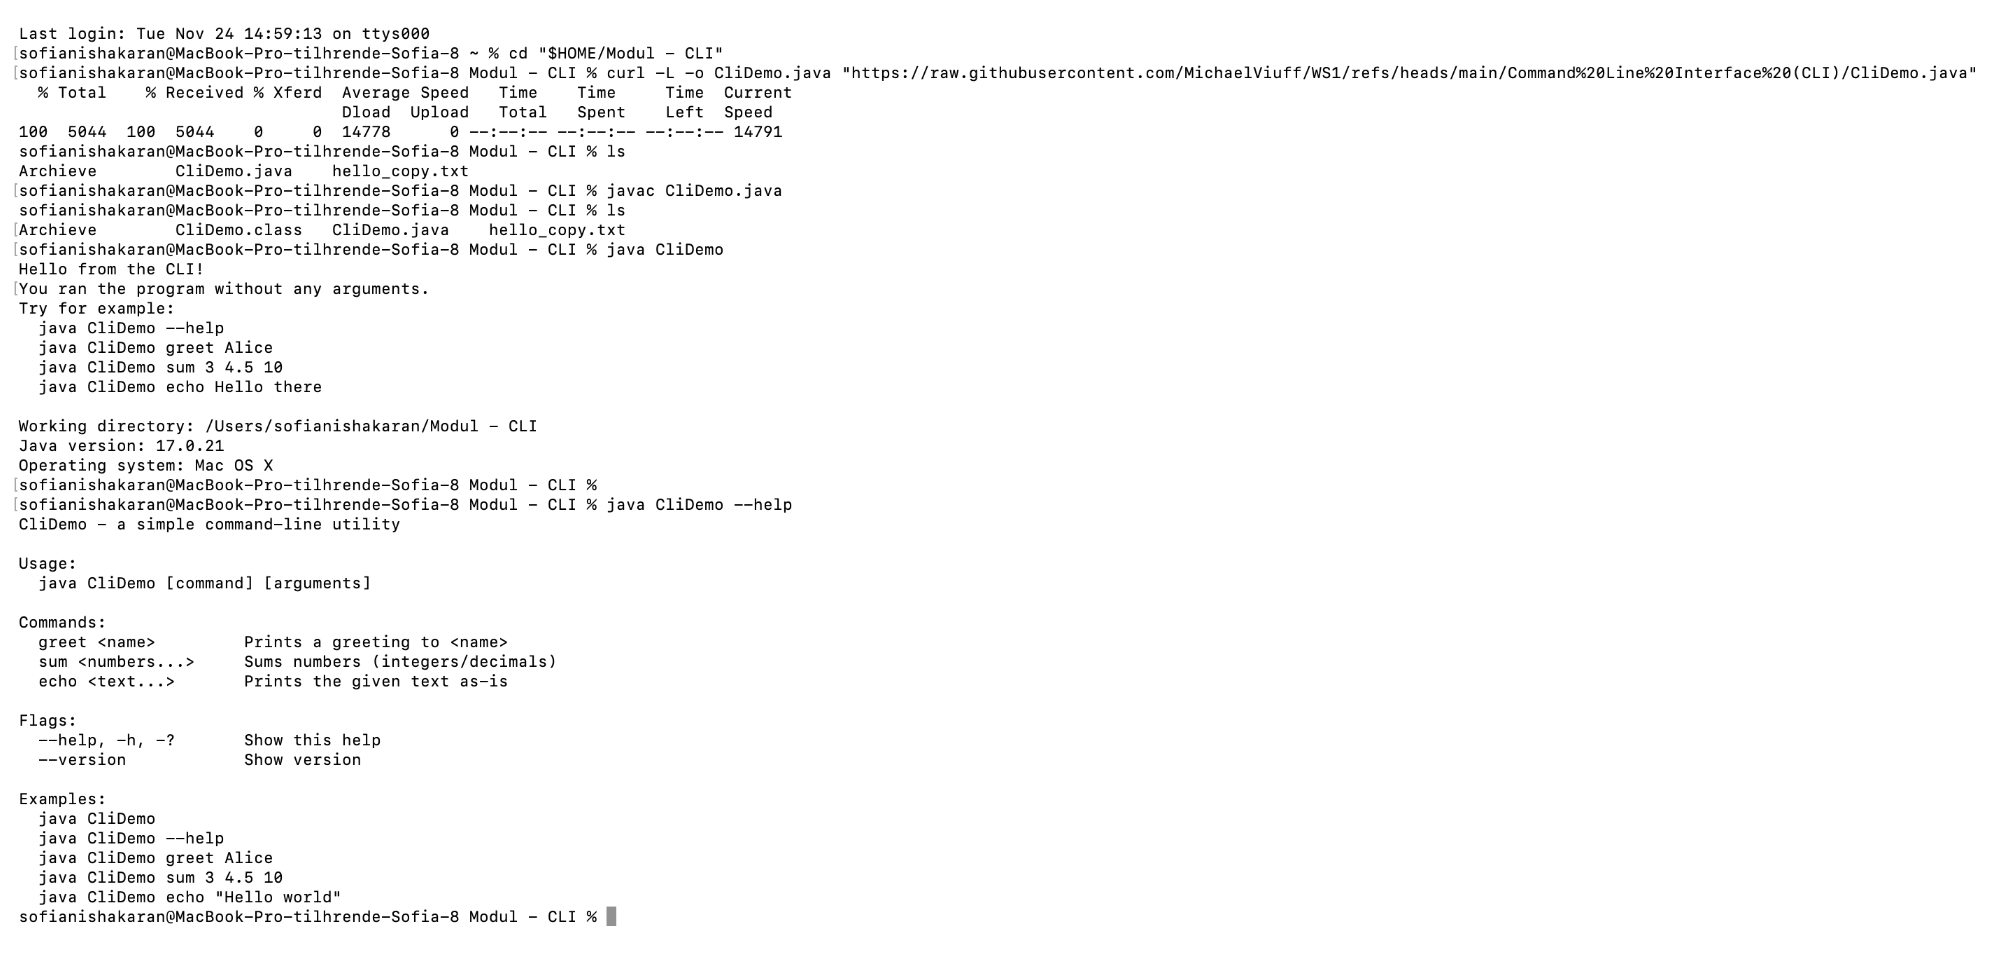 Last login: Tue Nov 24 14:59:13 on ttys000
[sofianishakaran@MacBook-Pro-tilhrende-Sofia-8 ~ % cd "$HOME/Modul - CLI"
[sofianishakaran@MacBook-Pro-tilhrende-Sofia-8 Modul - CLI % curl -L -o CliDemo.java "https://raw.githubusercontent.com/MichaelViuff/WS1/refs/heads/main/Command%20Line%20Interface%20(CLI)/CliDemo.java"
  % Total    % Received % Xferd  Average Speed   Time    Time     Time  Current
                                 Dload  Upload   Total   Spent    Left  Speed
100  5044  100  5044    0     0  14778      0 --:--:-- --:--:-- --:--:-- 14791
sofianishakaran@MacBook-Pro-tilhrende-Sofia-8 Modul - CLI % ls
Archieve        CliDemo.java    hello_copy.txt
[sofianishakaran@MacBook-Pro-tilhrende-Sofia-8 Modul - CLI % javac CliDemo.java
sofianishakaran@MacBook-Pro-tilhrende-Sofia-8 Modul - CLI % ls
[Archieve        CliDemo.class   CliDemo.java    hello_copy.txt
[sofianishakaran@MacBook-Pro-tilhrende-Sofia-8 Modul - CLI % java CliDemo
Hello from the CLI!
[You ran the program without any arguments.
Try for example:
  java CliDemo --help
  java CliDemo greet Alice
  java CliDemo sum 3 4.5 10
  java CliDemo echo Hello there

Working directory: /Users/sofianishakaran/Modul - CLI
Java version: 17.0.21
Operating system: Mac OS X
[sofianishakaran@MacBook-Pro-tilhrende-Sofia-8 Modul - CLI %
[sofianishakaran@MacBook-Pro-tilhrende-Sofia-8 Modul - CLI % java CliDemo --help
CliDemo - a simple command-line utility

Usage:
  java CliDemo [command] [arguments]

Commands:
  greet <name>         Prints a greeting to <name>
  sum <numbers...>     Sums numbers (integers/decimals)
  echo <text...>       Prints the given text as-is

Flags:
  --help, -h, -?       Show this help
  --version            Show version

Examples:
  java CliDemo
  java CliDemo --help
  java CliDemo greet Alice
  java CliDemo sum 3 4.5 10
  java CliDemo echo "Hello world"
sofianishakaran@MacBook-Pro-tilhrende-Sofia-8 Modul - CLI %